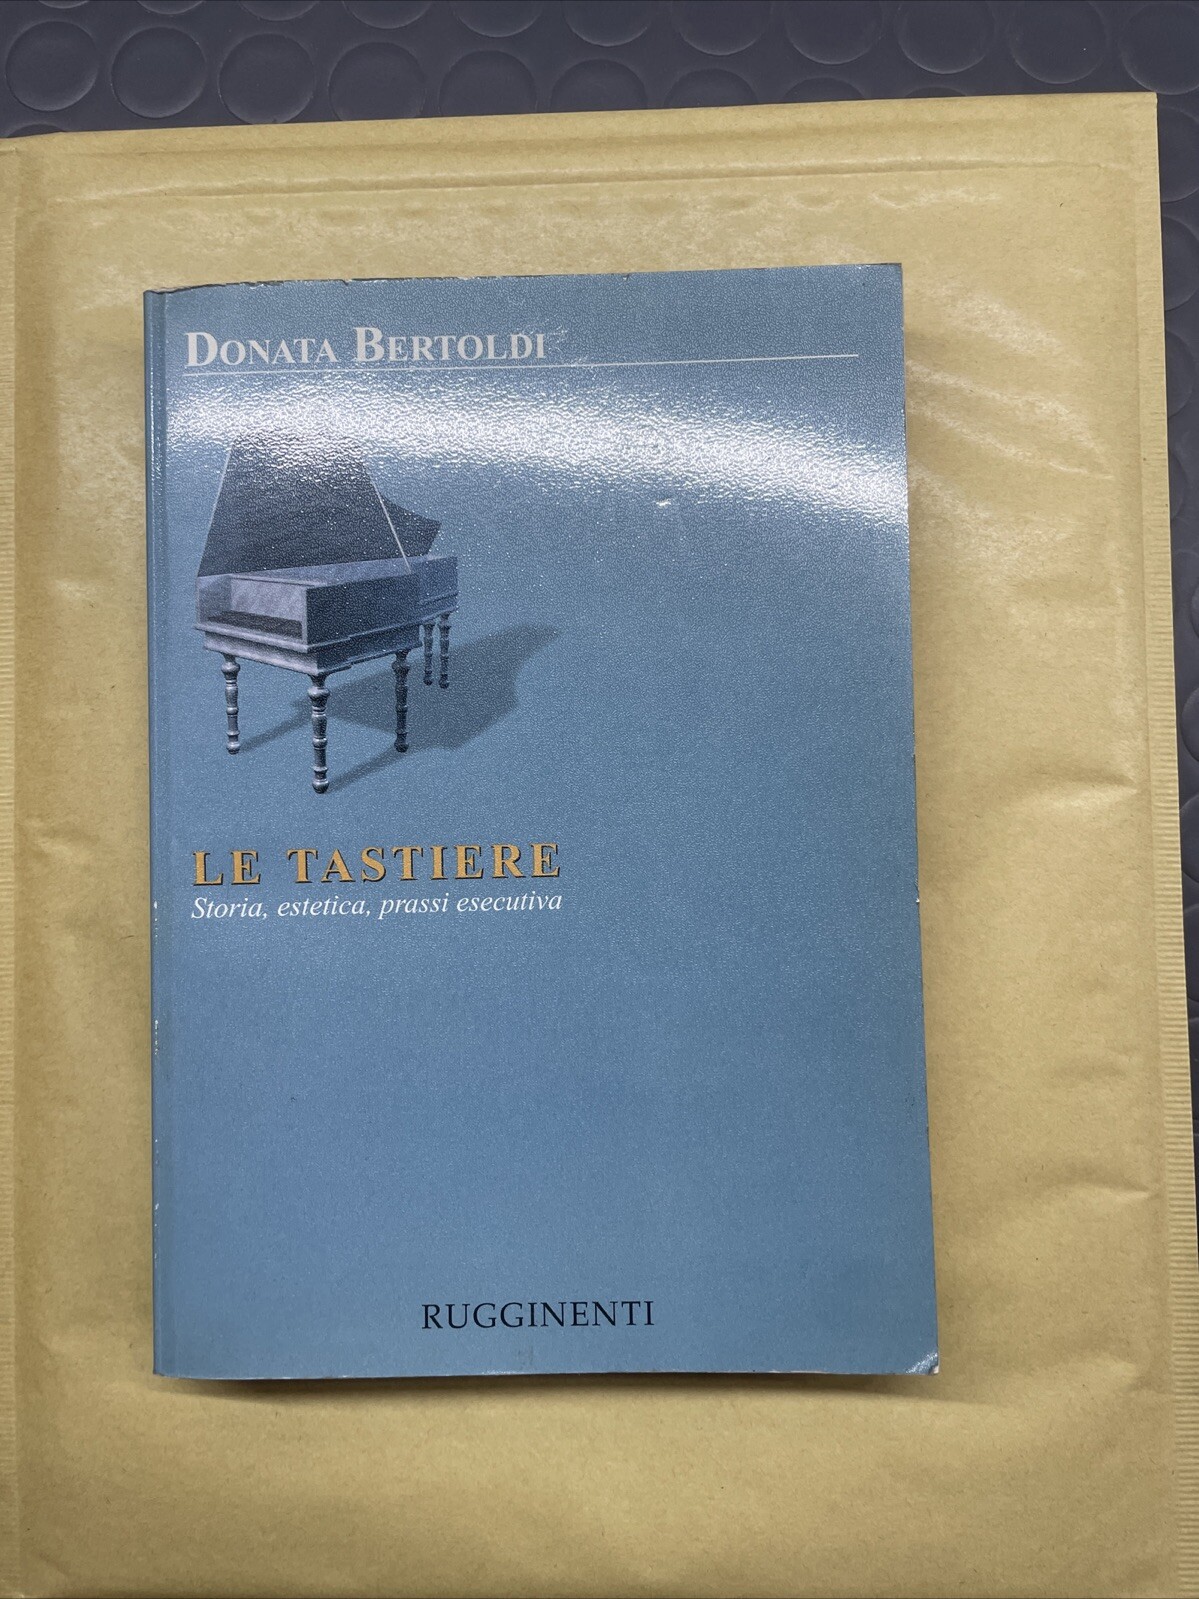 DONATA BERTOLDI
LE TASTIERE
Storia, estetica, prassi esecutiva
RUGGINENTI